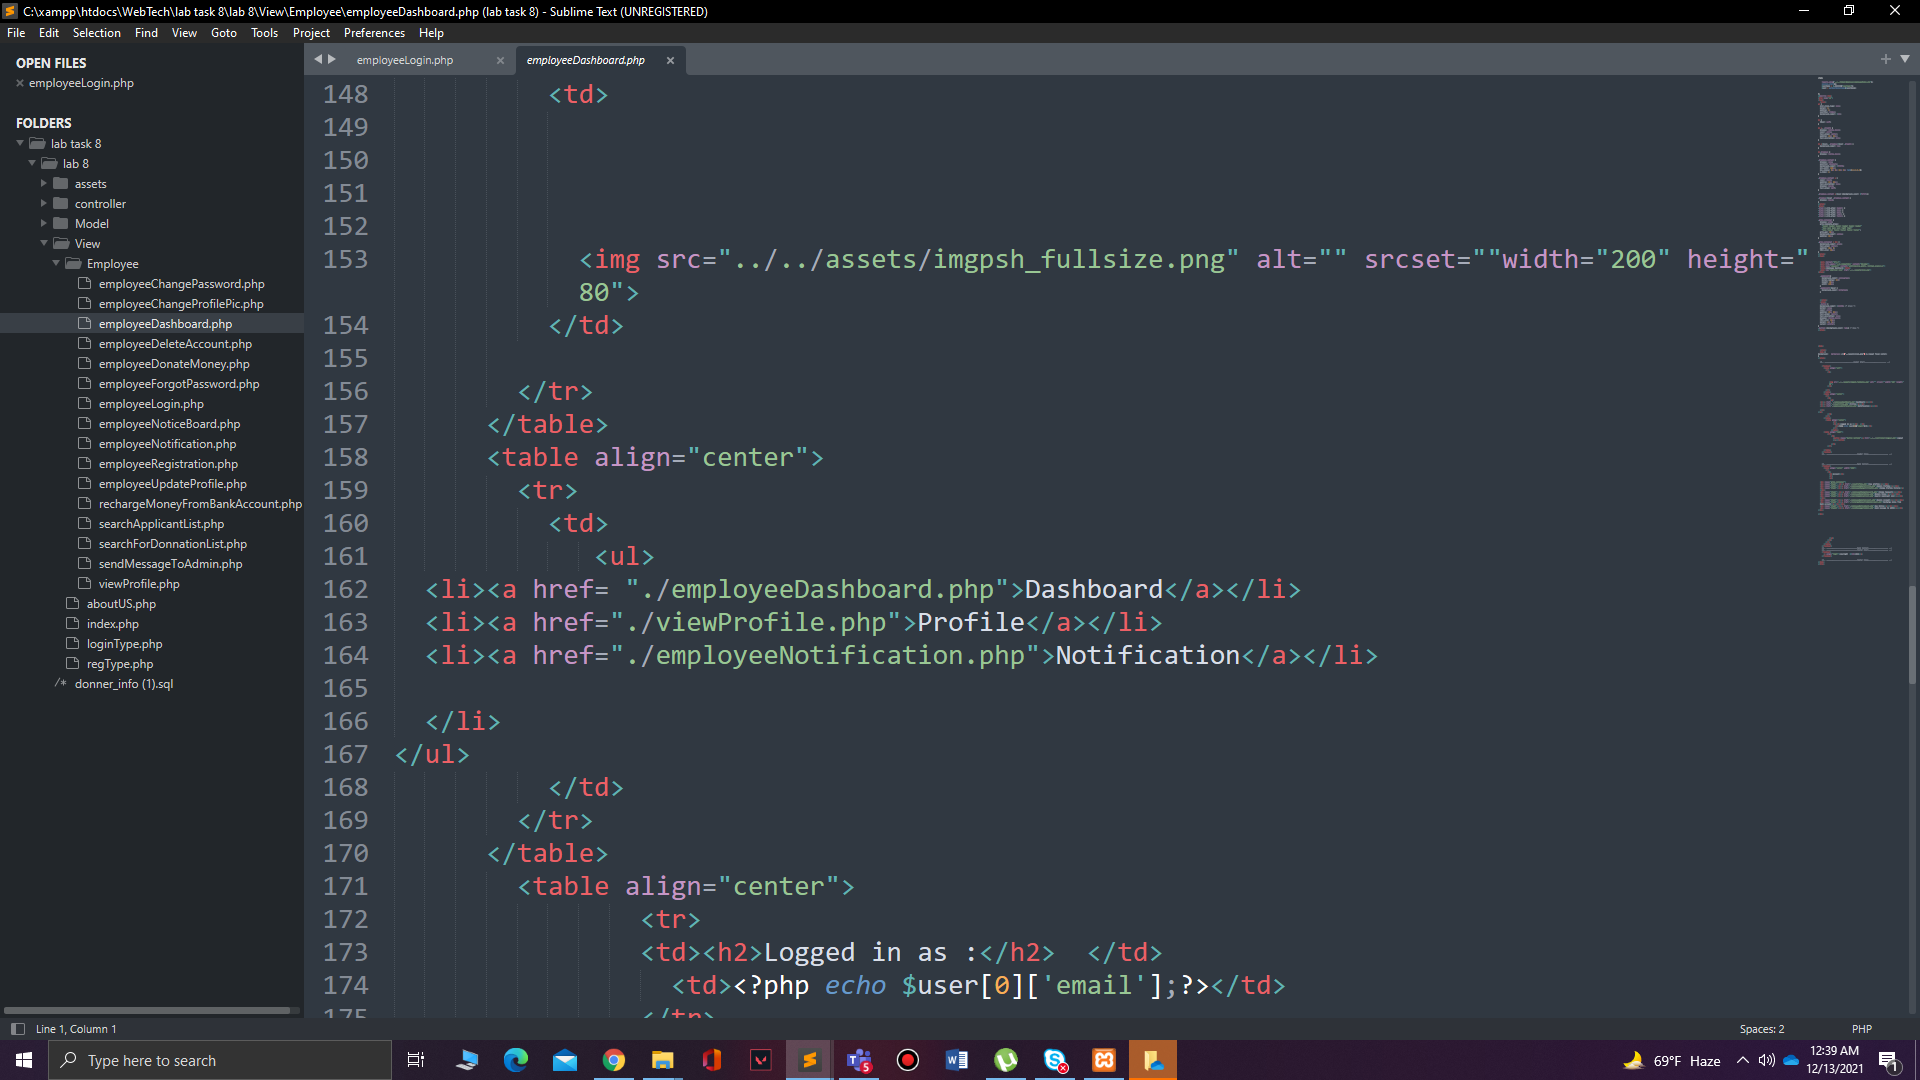 C:\xampp\htdocs\WebTech\lab task 8\lab 8\View\Employee\employeeDashboard.php (lab task 8) - Sublime Text (UNREGISTERED)
File Edit Selection Find View Goto Tools Project Preferences Help
OPEN FILES
employeeLogin.php
FOLDERS
lab task 8
lab 8
assets
controller
Model
View
Employee
employeeChangePassword.php
employeeChangeProfilePic.php
employeeDashboard.php
employeeDeleteAccount.php
employeeDonateMoney.php
employeeForgotPassword.php
employeeLogin.php
employeeNoticeBoard.php
employeeNotification.php
employeeRegistration.php
employeeUpdateProfile.php
rechargeMoneyFromBankAccount.php
searchApplicantList.php
searchForDonnationList.php
sendMessageToAdmin.php
viewProfile.php
aboutUS.php
index.php
loginType.php
regType.php
/* donner_info (1).sql
employeeLogin.php employeeDashboard.php
148 <td>
149
150
151
152
153 <img src="../../assets/imgpsh_fullsize.png" alt="" srcset=""width="200" height="
80">
154 </td>
155
156 </tr>
157 </table>
158 <table align="center">
159 <tr>
160 <td>
161 <ul>
162 <li><a href= "./employeeDashboard.php">Dashboard</a></li>
163 <li><a href="./viewProfile.php">Profile</a></li>
164 <li><a href="./employeeNotification.php">Notification</a></li>
165
166 </li>
167 </ul>
168 </td>
169 </tr>
170 </table>
171 <table align="center">
172 <tr>
173 <td><h2>Logged in as :</h2>  </td>
174 <td><?php echo $user[0]['email'];?></td>
175 </tr>
Line 1, Column 1
Spaces: 2 PHP
Type here to search
5
69°F Haze
12:39 AM
12/13/2021
1